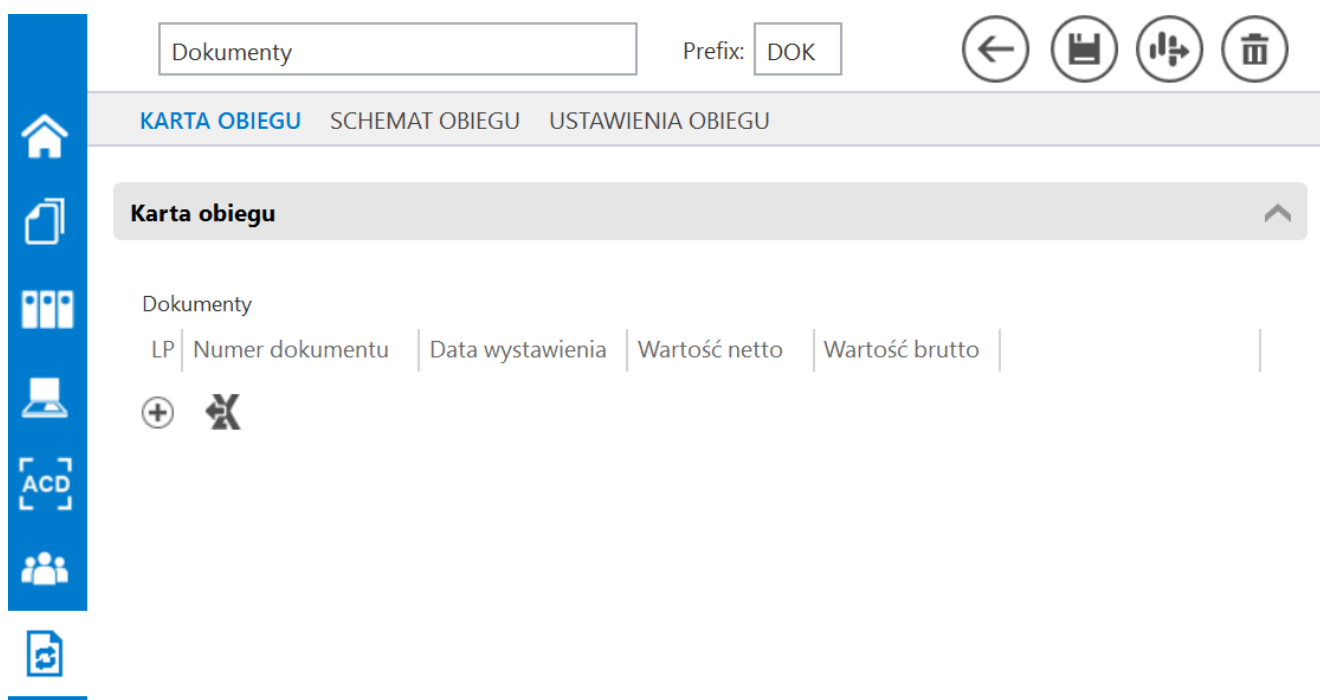 Dokumenty Prefix: DOK
KARTA OBIEGU SCHEMAT OBIEGU USTAWIENIA OBIEGU
Karta obiegu
Dokumenty
LP Numer dokumentu Data wystawienia Wartość netto Wartość brutto
ACD